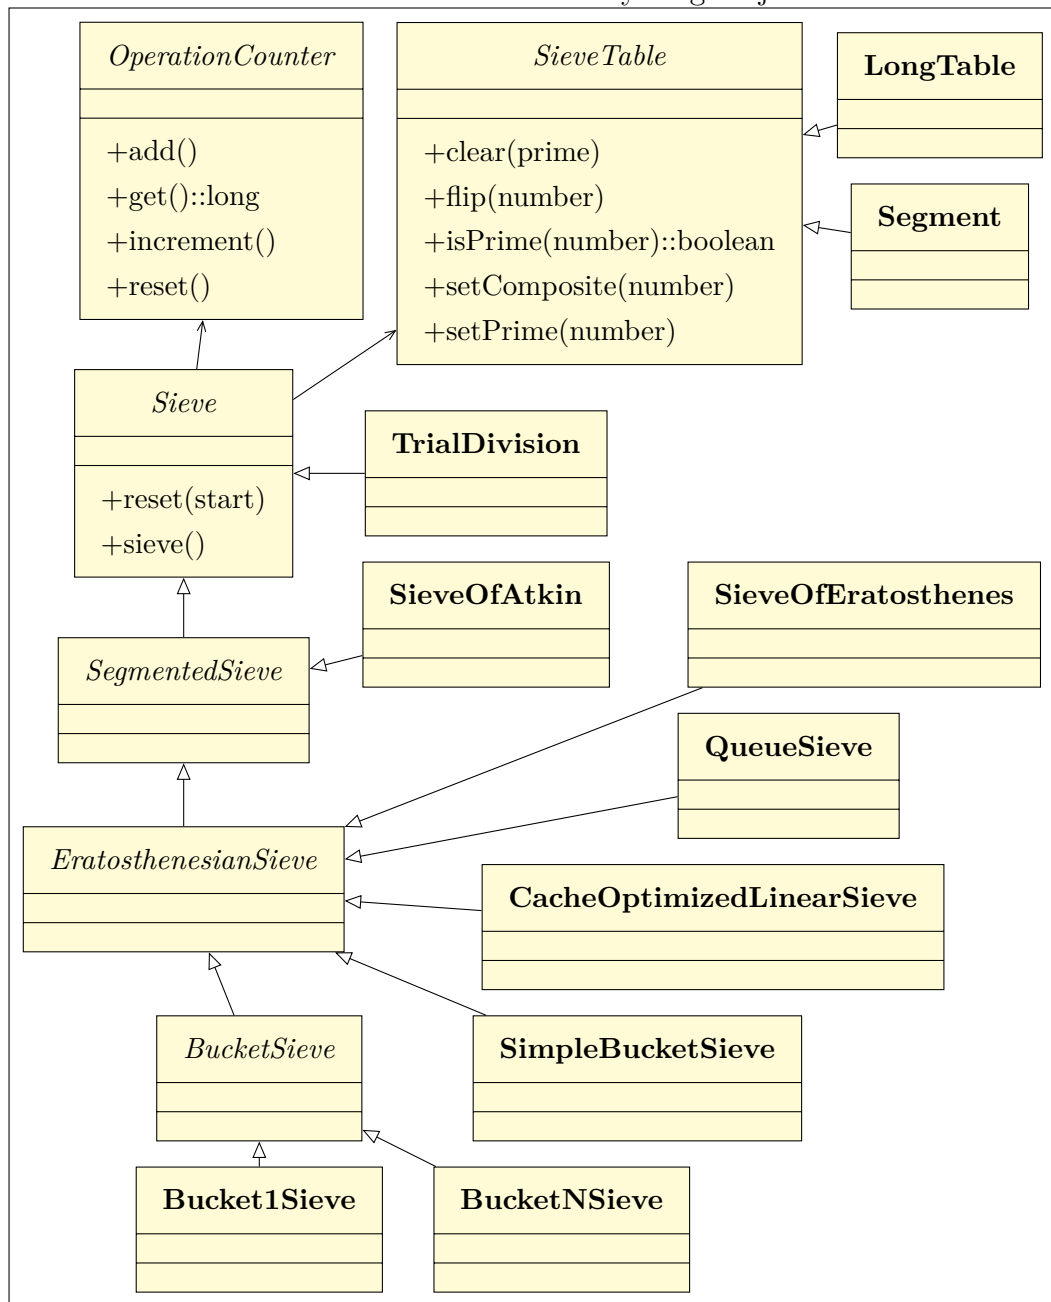 OperationCounter
+add()
+get()::long
+increment()
+reset()
SieveTable
+clear(prime)
+flip(number)
+isPrime(number)::boolean
+setComposite(number)
+setPrime(number)
LongTable
Segment
Sieve
+reset(start)
+sieve()
TrialDivision
SieveOfAtkin
SieveOfEratosthenes
SegmentedSieve
QueueSieve
EratosthenesianSieve
CacheOptimizedLinearSieve
BucketSieve
SimpleBucketSieve
Bucket1Sieve
BucketNSieve